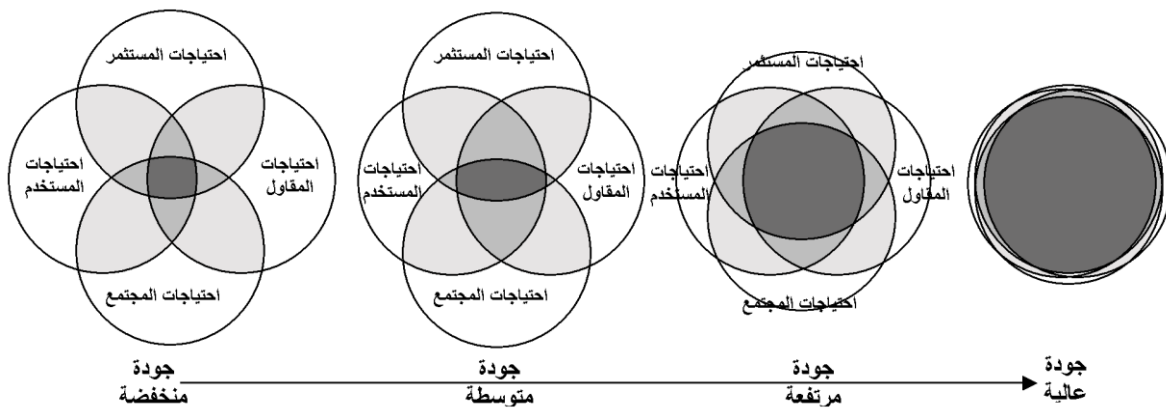 احتياجات المستثمر
احتياجات
المستخدم
احتياجات
المقاول
احتياجات المجتمع
احتياجات المستثمر
احتياجات
المستخدم
احتياجات
المقاول
احتياجات المجتمع
احتياجات المستثمر
احتياجات
المستخدم
احتياجات
المقاول
احتياجات المجتمع
جودة
منخفضة
جودة
متوسطة
جودة
مرتفعة
جودة
عالية